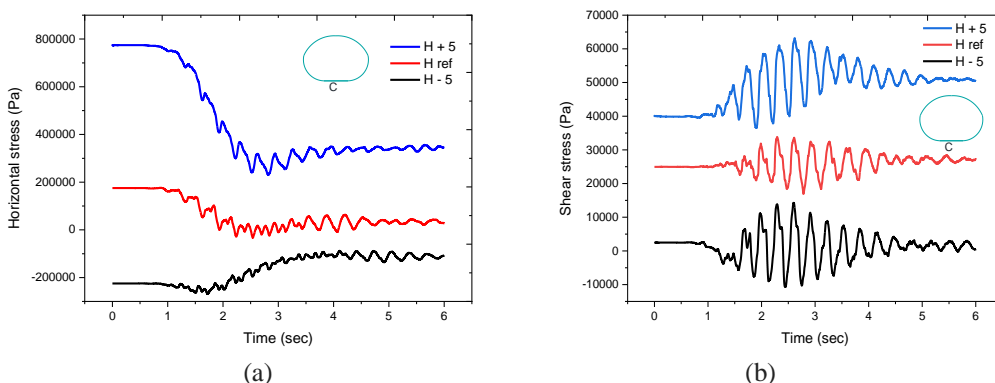 800000
600000
400000
200000
0
-200000
Horizontal stress (Pa)
0 1 2 3 4 5 6
Time (sec)
H + 5
H ref
H - 5
C
(a)
70000
60000
50000
40000
30000
20000
10000
0
-10000
Shear stress (Pa)
0 1 2 3 4 5 6
Time (sec)
H + 5
H ref
H - 5
C
(b)